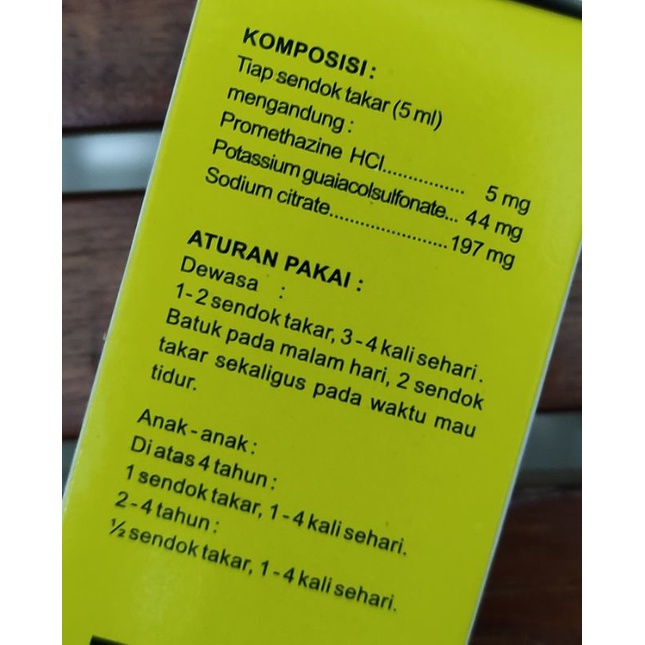 KOMPOSISI :
Tiap sendok takar (5 ml)
mengandung :
Promethazine HCl................ 5 mg
Potassium guaiacolsulfonate... 44 mg
Sodium citrate.......................197 mg
ATURAN PAKAI :
Dewasa :
1-2 sendok takar, 3-4 kali sehari.
Batuk pada malam hari, 2 sendok
takar sekaligus pada waktu mau
tidur.
Anak-anak :
Di atas 4 tahun :
1 sendok takar, 1-4 kali sehari.
2-4 tahun :
½ sendok takar, 1-4 kali sehari.